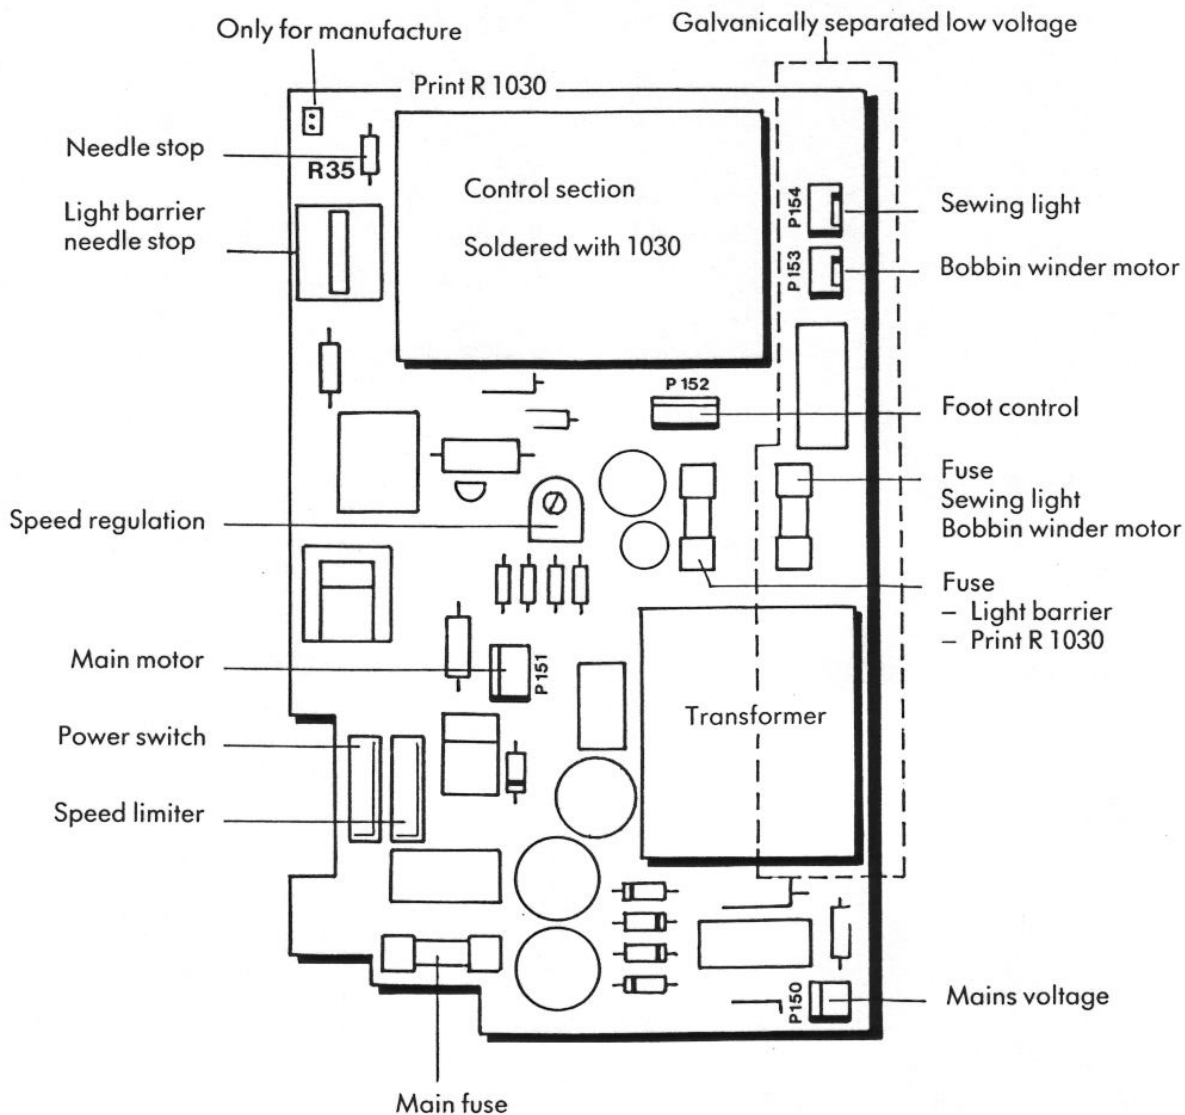 Only for manufacture
Galvanically separated low voltage
Print R 1030
Needle stop
R35
Light barrier
needle stop
Control section
Soldered with 1030
P154
Sewing light
P153
Bobbin winder motor
P 152
Foot control
Speed regulation
Fuse
Sewing light
Bobbin winder motor
Fuse
– Light barrier
– Print R 1030
Main motor
P151
Transformer
Power switch
Speed limiter
P150
Mains voltage
Main fuse